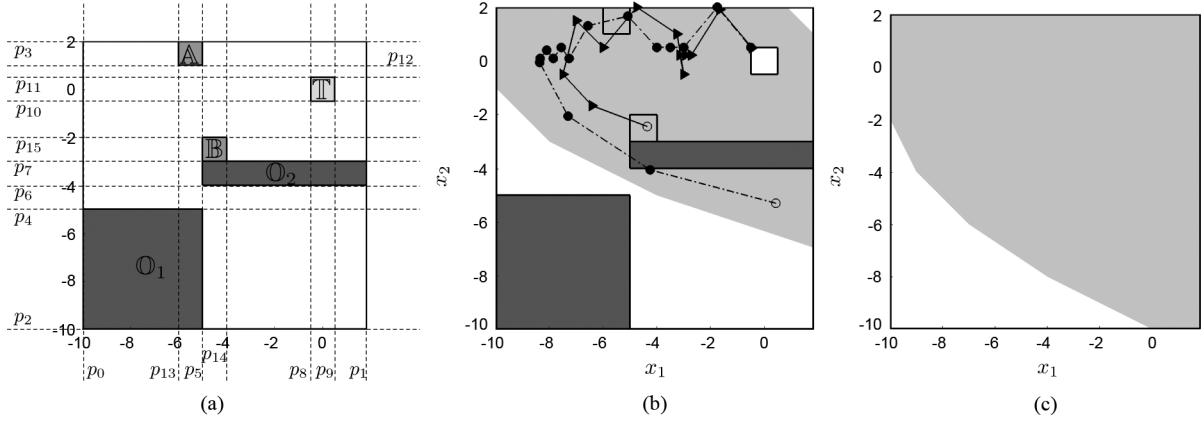 p₃ 2 𝔸 p₁₂
p₁₁ 0 𝕋
p₁₀
p₁₅ -2 𝔹
p₇ 𝕆₂
p₆ -4
p₄
-6
𝕆₁
-8
p₂ -10
-10 -8 -6 -4 -2 0
p₁₄
p₀ p₁₃ p₅ p₈ p₉ p₁
(a)
2
0
-2
x₂
-4
-6
-8
-10
-10 -8 -6 -4 -2 0
x₁
(b)
2
0
-2
x₂
-4
-6
-8
-10
-10 -8 -6 -4 -2 0
x₁
(c)